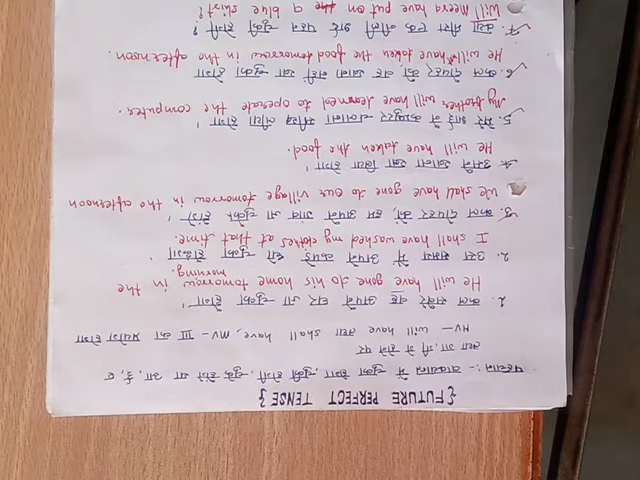 {FUTURE PERFECT TENSE}
पहचान :- वाक्यान्त में चुका होगा, चुकी होगी, चुके होंगे या आ, ई, ए
तथा गा, गी, गे होने पर
HV — will have तथा shall have, MV - III का प्रयोग होगा
1. कल सवेरे वह अपने घर जा चुका होगा ।
He will have gone to his home tomorrow in the
morning.
2. उस समय मैं अपने कपड़े धो चुका होऊँगा ।
I shall have washed my clothes at that time.
3. कल दोपहर को, हम अपने गांव जा चुके होंगे ।
We shall have gone to our village tomorrow in the afternoon
4. उसने खाना खा लिया होगा ।
He will have taken the food.
5. मेरे भाई ने कम्प्युटर चलाना सीख लीया होगा ।
My brother will have learned to operate the computer.
6. कल दोपहर को वह खाना नहीं खा चुका होगा
He will have taken the food tomorrow in the afternoon.
7. क्या मीरा एक नीली स्कर्ट पहन चुकी होगी ?
Will Meera have put on a blue skirt?